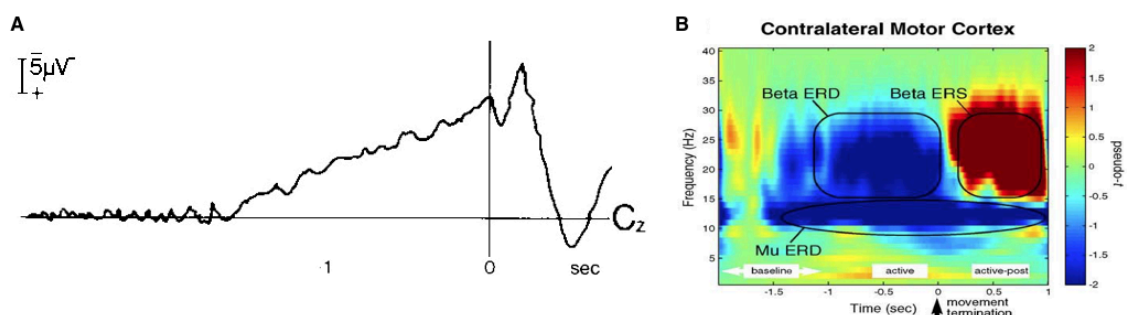 A
5μV
+
-1
0
sec
Cz
B
Contralateral Motor Cortex
40
35
30
25
20
15
10
5
Frequency (Hz)
Beta ERD
Beta ERS
Mu ERD
baseline
active
active-post
-1.5
-1
-0.5
0
0.5
1
Time (sec)
movement
termination
2
1.5
1
0.5
0
-0.5
-1
-1.5
-2
pseudo-t